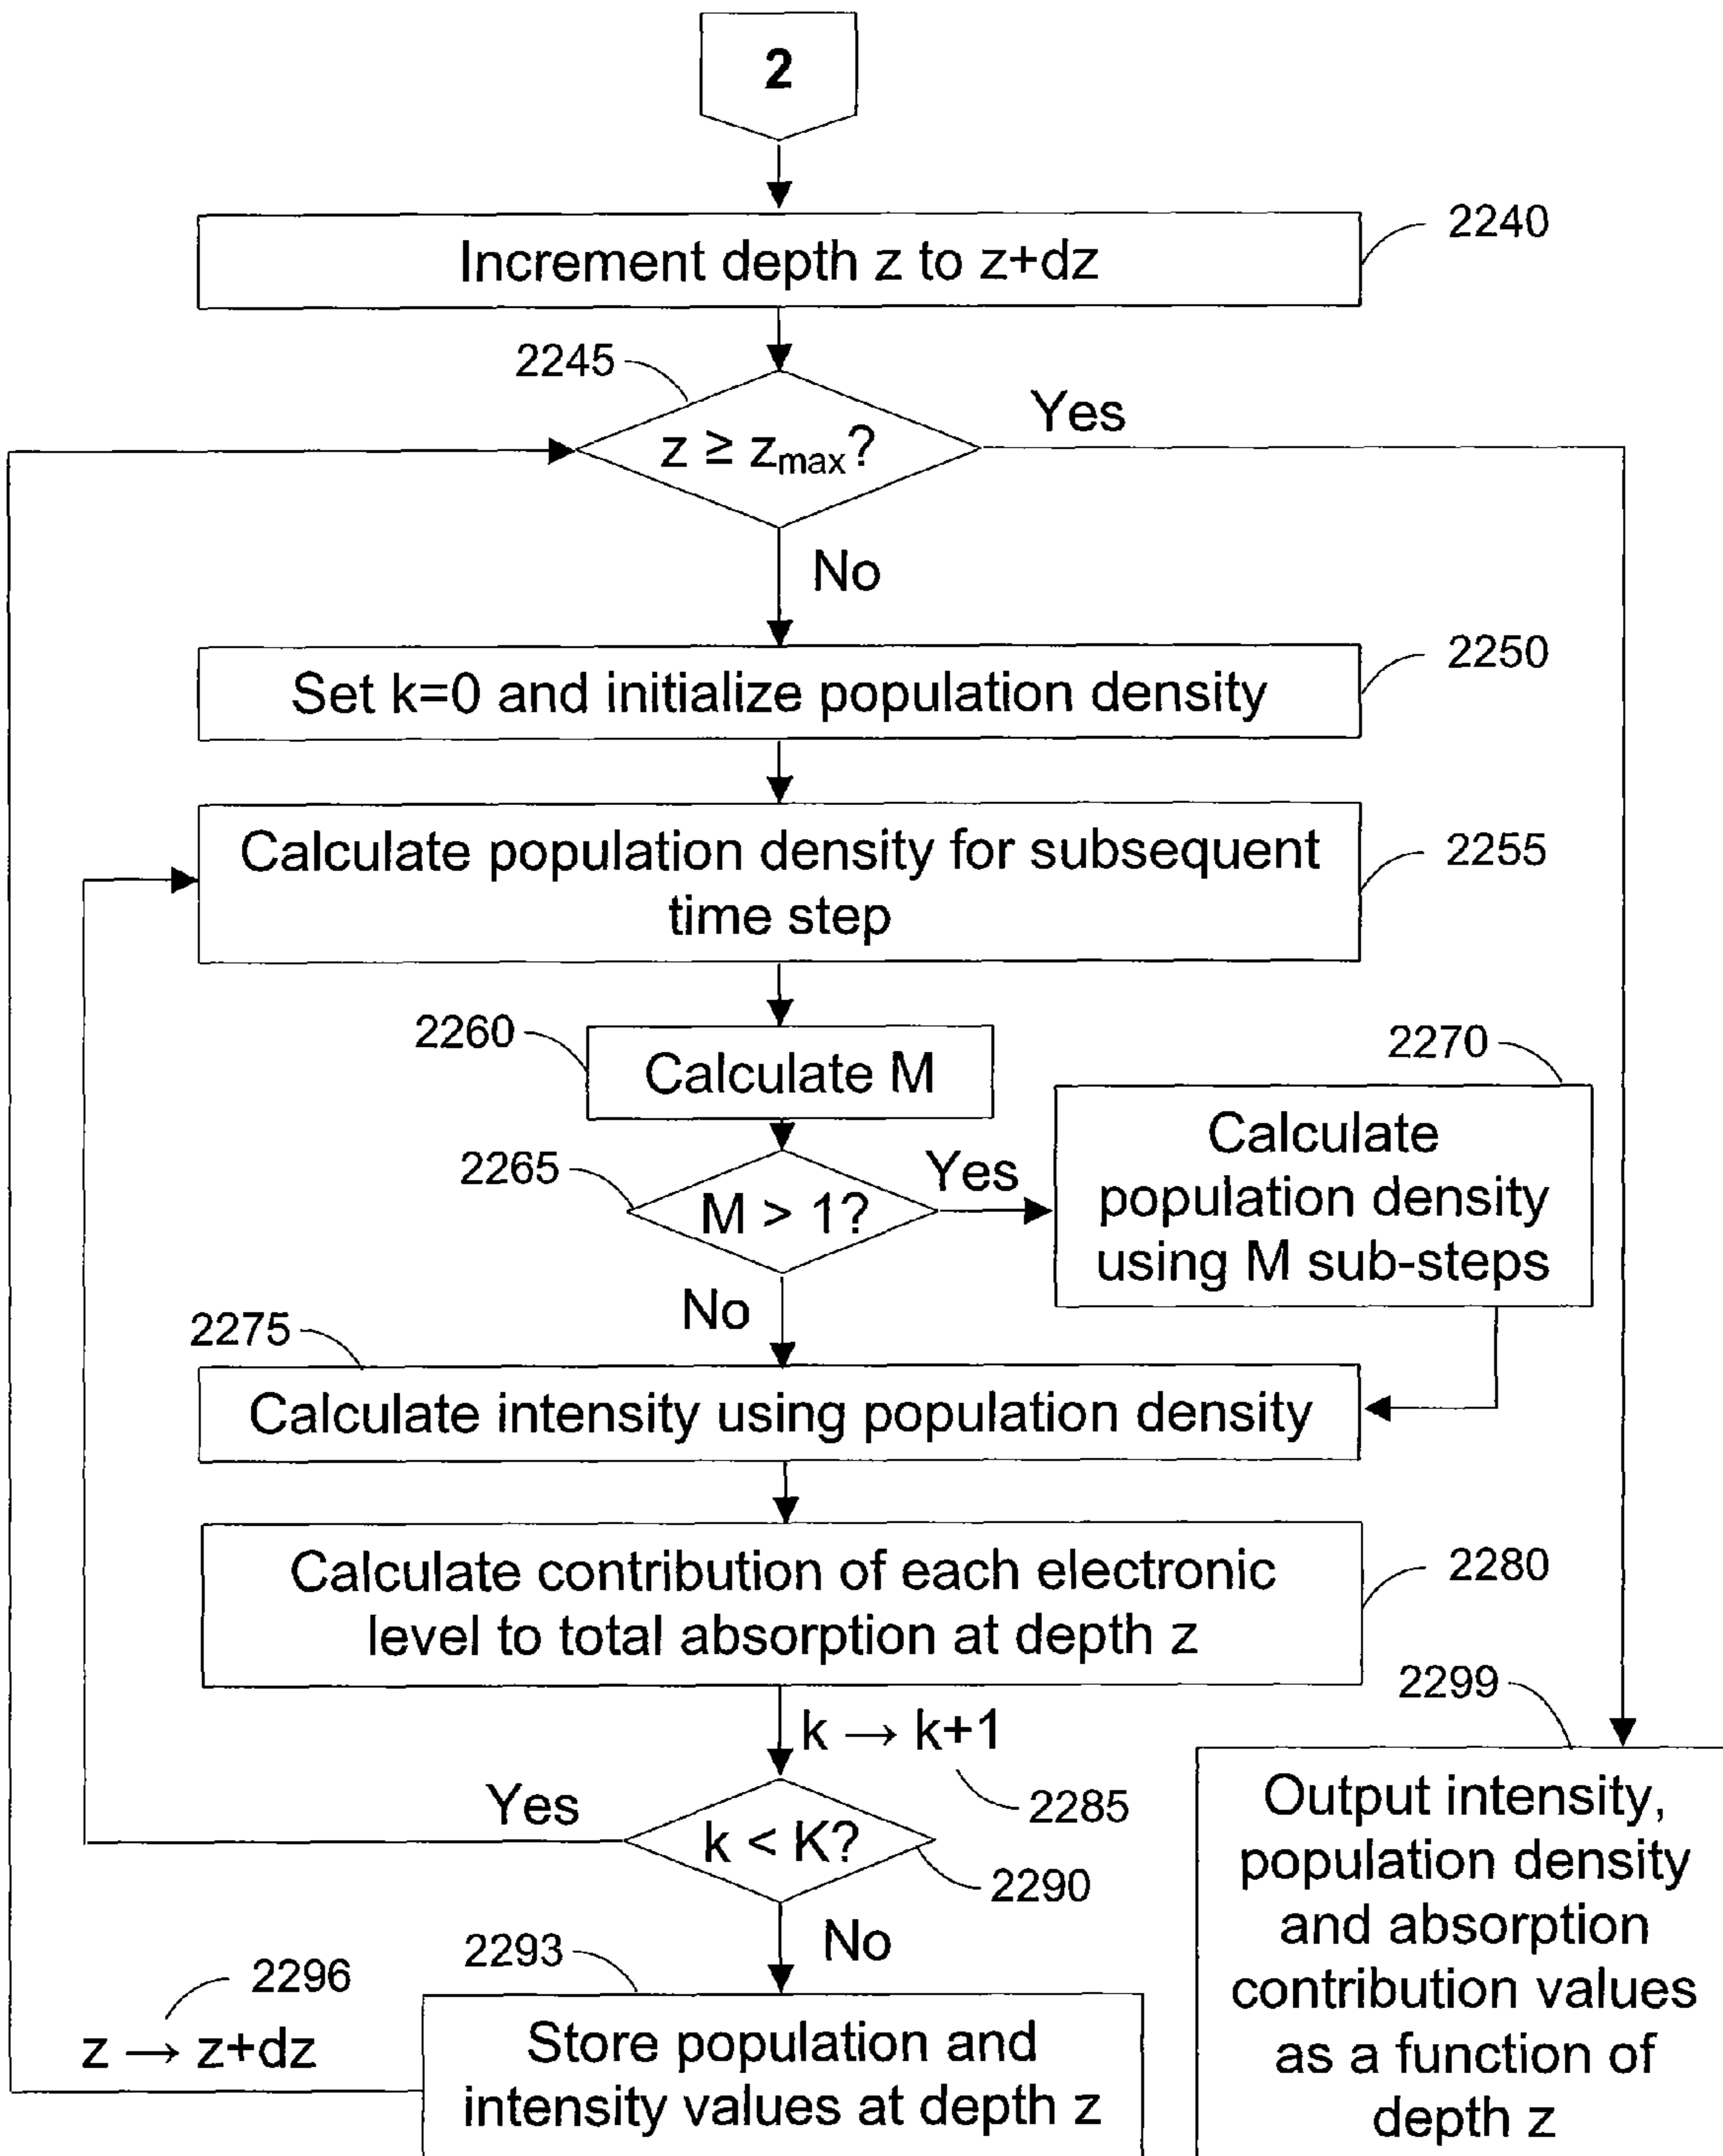 2
Increment depth z to z+dz
2240
2245
z ≥ zmax?
Yes
No
Set k=0 and initialize population density
2250
Calculate population density for subsequent
time step
2255
2260
Calculate M
2265
M > 1?
Yes
2270
Calculate
population density
using M sub-steps
No
2275
Calculate intensity using population density
Calculate contribution of each electronic
level to total absorption at depth z
2280
k → k+1
2285
k < K?
Yes
2290
No
2293
Store population and
intensity values at depth z
2296
z → z+dz
2299
Output intensity,
population density
and absorption
contribution values
as a function of
depth z